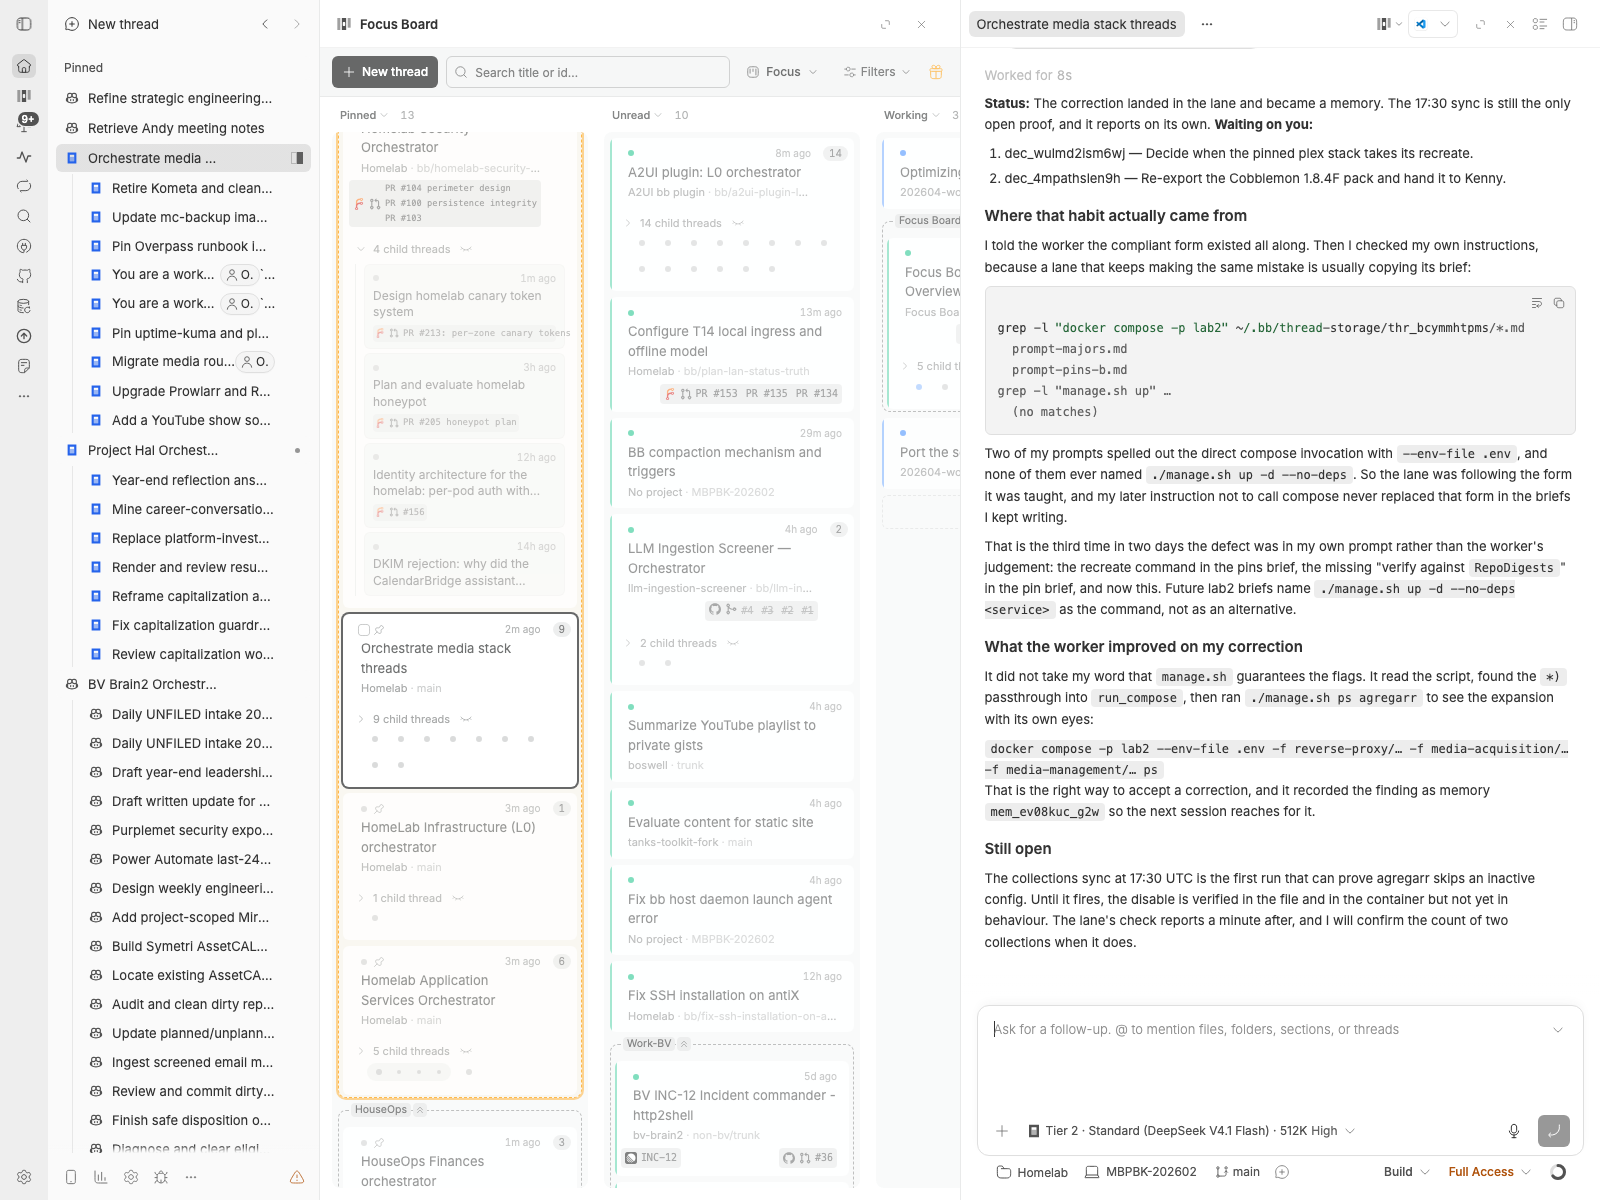 New thread
Pinned
Refine strategic engineering...
Retrieve Andy meeting notes
Orchestrate media ...
Retire Kometa and clean...
Update mc-backup ima...
Pin Overpass runbook i...
You are a work... O. `...
You are a work... O. `...
Pin uptime-kuma and pl...
Migrate media rou... O.
Upgrade Prowlarr and R...
Add a YouTube show so...
Project Hal Orchest...
Year-end reflection ans...
Mine career-conversatio...
Replace platform-invest...
Render and review resu...
Reframe capitalization a...
Fix capitalization guardr...
Review capitalization wo...
BV Brain2 Orchestr...
Daily UNFILED intake 20...
Daily UNFILED intake 20...
Draft year-end leadershi...
Draft written update for ...
Purplemet security expo...
Power Automate last-24...
Design weekly engineeri...
Add project-scoped Mir...
Build Symetri AssetCAL...
Locate existing AssetCA...
Audit and clean dirty rep...
Update planned/unplann...
Ingest screened email m...
Review and commit dirty...
Finish safe disposition o...
Diagnose and clear eligi...
9+
Focus Board
New thread
Search title or id...
Focus
Filters
Pinned 13
Homelab Security
Orchestrator
Homelab · bb/homelab-security-...
PR #104 perimeter design
PR #100 persistence integrity
PR #103
4 child threads
1m ago
Design homelab canary token
system
PR #213: per-zone canary tokens
3h ago
Plan and evaluate homelab
honeypot
PR #205 honeypot plan
12h ago
Identity architecture for the
homelab: per-pod auth with...
#156
14h ago
DKIM rejection: why did the
CalendarBridge assistant...
2m ago 9
Orchestrate media stack
threads
Homelab · main
9 child threads
3m ago 1
HomeLab Infrastructure (L0)
orchestrator
Homelab · main
1 child thread
3m ago 6
Homelab Application
Services Orchestrator
Homelab · main
5 child threads
HouseOps
1m ago 3
HouseOps Finances
orchestrator
Unread 10
8m ago 14
A2UI plugin: L0 orchestrator
A2UI bb plugin · bb/a2ui-plugin-l...
14 child threads
13m ago
Configure T14 local ingress and
offline model
Homelab · bb/plan-lan-status-truth
PR #153 PR #135 PR #134
29m ago
BB compaction mechanism and
triggers
No project · MBPBK-202602
4h ago 2
LLM Ingestion Screener —
Orchestrator
llm-ingestion-screener · bb/llm-in...
#4 #3 #2 #1
2 child threads
4h ago
Summarize YouTube playlist to
private gists
boswell · trunk
4h ago
Evaluate content for static site
tanks-toolkit-fork · main
4h ago
Fix bb host daemon launch agent
error
No project · MBPBK-202602
12h ago
Fix SSH installation on antiX
Homelab · bb/fix-ssh-installation-on-a...
Work-BV
5d ago
BV INC-12 Incident commander -
http2shell
bv-brain2 · non-bv/trunk
INC-12 #36
Working 3
Optimizing
202604-wo
Focus Board
Focus Bo
Overview
Focus Boa
5 child th
Port the s
202604-wo
Orchestrate media stack threads
Worked for 8s
Status: The correction landed in the lane and became a memory. The 17:30 sync is still the only
open proof, and it reports on its own. Waiting on you:
1. dec_wulmd2ism6wj — Decide when the pinned plex stack takes its recreate.
2. dec_4mpathslen9h — Re-export the Cobblemon 1.8.4F pack and hand it to Kenny.
Where that habit actually came from
I told the worker the compliant form existed all along. Then I checked my own instructions,
because a lane that keeps making the same mistake is usually copying its brief:
grep -l "docker compose -p lab2" ~/.bb/thread-storage/thr_bcymmhtpms/*.md
prompt-majors.md
prompt-pins-b.md
grep -l "manage.sh up" …
(no matches)
Two of my prompts spelled out the direct compose invocation with --env-file .env , and
none of them ever named ./manage.sh up -d --no-deps . So the lane was following the form
it was taught, and my later instruction not to call compose never replaced that form in the briefs
I kept writing.
That is the third time in two days the defect was in my own prompt rather than the worker's
judgement: the recreate command in the pins brief, the missing "verify against RepoDigests "
in the pin brief, and now this. Future lab2 briefs name ./manage.sh up -d --no-deps
<service> as the command, not as an alternative.
What the worker improved on my correction
It did not take my word that manage.sh guarantees the flags. It read the script, found the *)
passthrough into run_compose , then ran ./manage.sh ps agregarr to see the expansion
with its own eyes:
docker compose -p lab2 --env-file .env -f reverse-proxy/… -f media-acquisition/…
-f media-management/… ps
That is the right way to accept a correction, and it recorded the finding as memory
mem_ev08kuc_g2w so the next session reaches for it.
Still open
The collections sync at 17:30 UTC is the first run that can prove agregarr skips an inactive
config. Until it fires, the disable is verified in the file and in the container but not yet in
behaviour. The lane's check reports a minute after, and I will confirm the count of two
collections when it does.
Ask for a follow-up. @ to mention files, folders, sections, or threads
Tier 2 · Standard (DeepSeek V4.1 Flash) · 512K High
Homelab MBPBK-202602 main Build Full Access